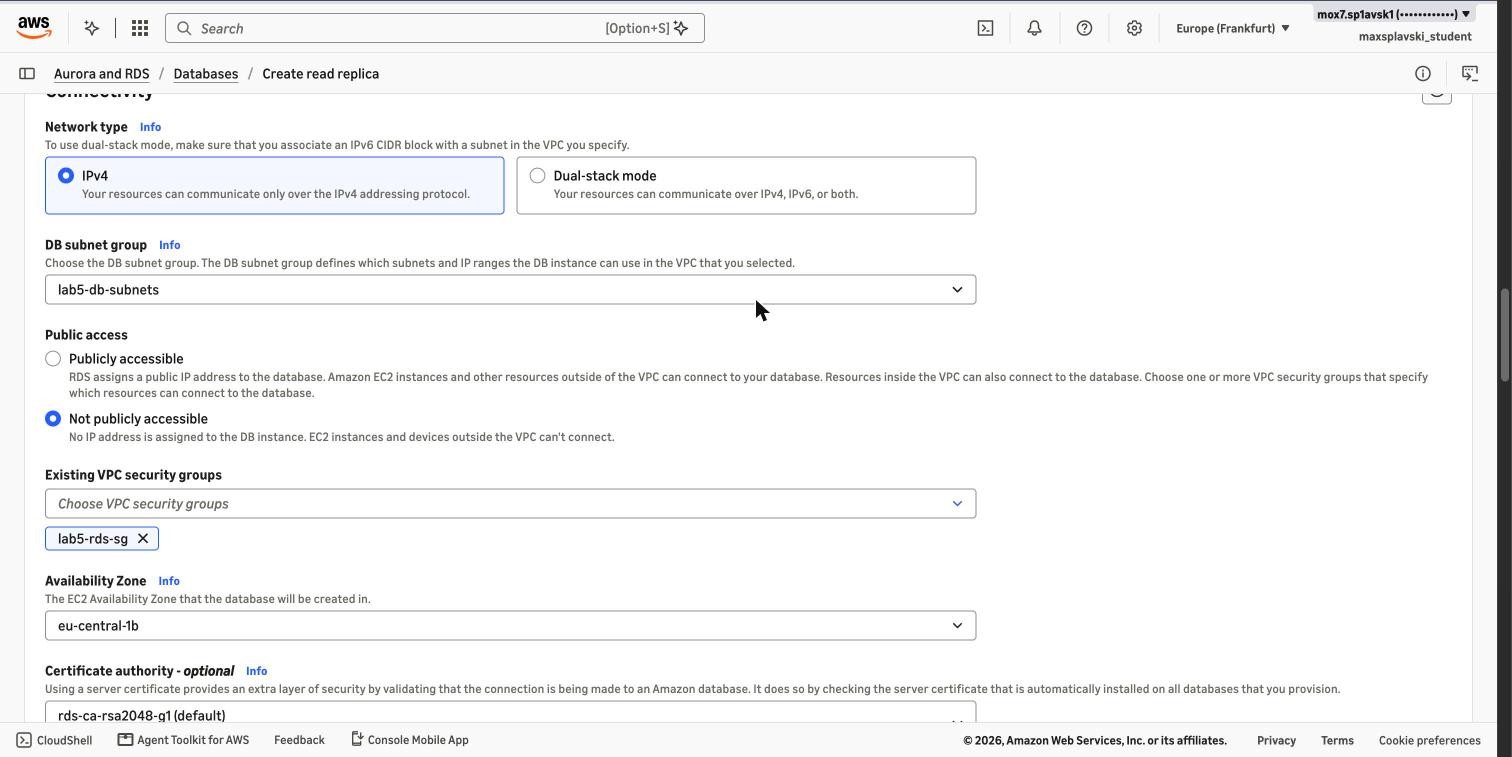 aws
Search
[Option+S]
Europe (Frankfurt)
mox7.sp1avsk1 (••••••••••••)
maxsplavski_student
Aurora and RDS / Databases / Create read replica
Connectivity
Network type Info
To use dual-stack mode, make sure that you associate an IPv6 CIDR block with a subnet in the VPC you specify.
IPv4
Your resources can communicate only over the IPv4 addressing protocol.
Dual-stack mode
Your resources can communicate over IPv4, IPv6, or both.
DB subnet group Info
Choose the DB subnet group. The DB subnet group defines which subnets and IP ranges the DB instance can use in the VPC that you selected.
lab5-db-subnets
Public access
Publicly accessible
RDS assigns a public IP address to the database. Amazon EC2 instances and other resources outside of the VPC can connect to your database. Resources inside the VPC can also connect to the database. Choose one or more VPC security groups that specify
which resources can connect to the database.
Not publicly accessible
No IP address is assigned to the DB instance. EC2 instances and devices outside the VPC can't connect.
Existing VPC security groups
Choose VPC security groups
lab5-rds-sg
Availability Zone Info
The EC2 Availability Zone that the database will be created in.
eu-central-1b
Certificate authority - optional Info
Using a server certificate provides an extra layer of security by validating that the connection is being made to an Amazon database. It does so by checking the server certificate that is automatically installed on all databases that you provision.
rds-ca-rsa2048-g1 (default)
CloudShell
Agent Toolkit for AWS
Feedback
Console Mobile App
© 2026, Amazon Web Services, Inc. or its affiliates.
Privacy
Terms
Cookie preferences